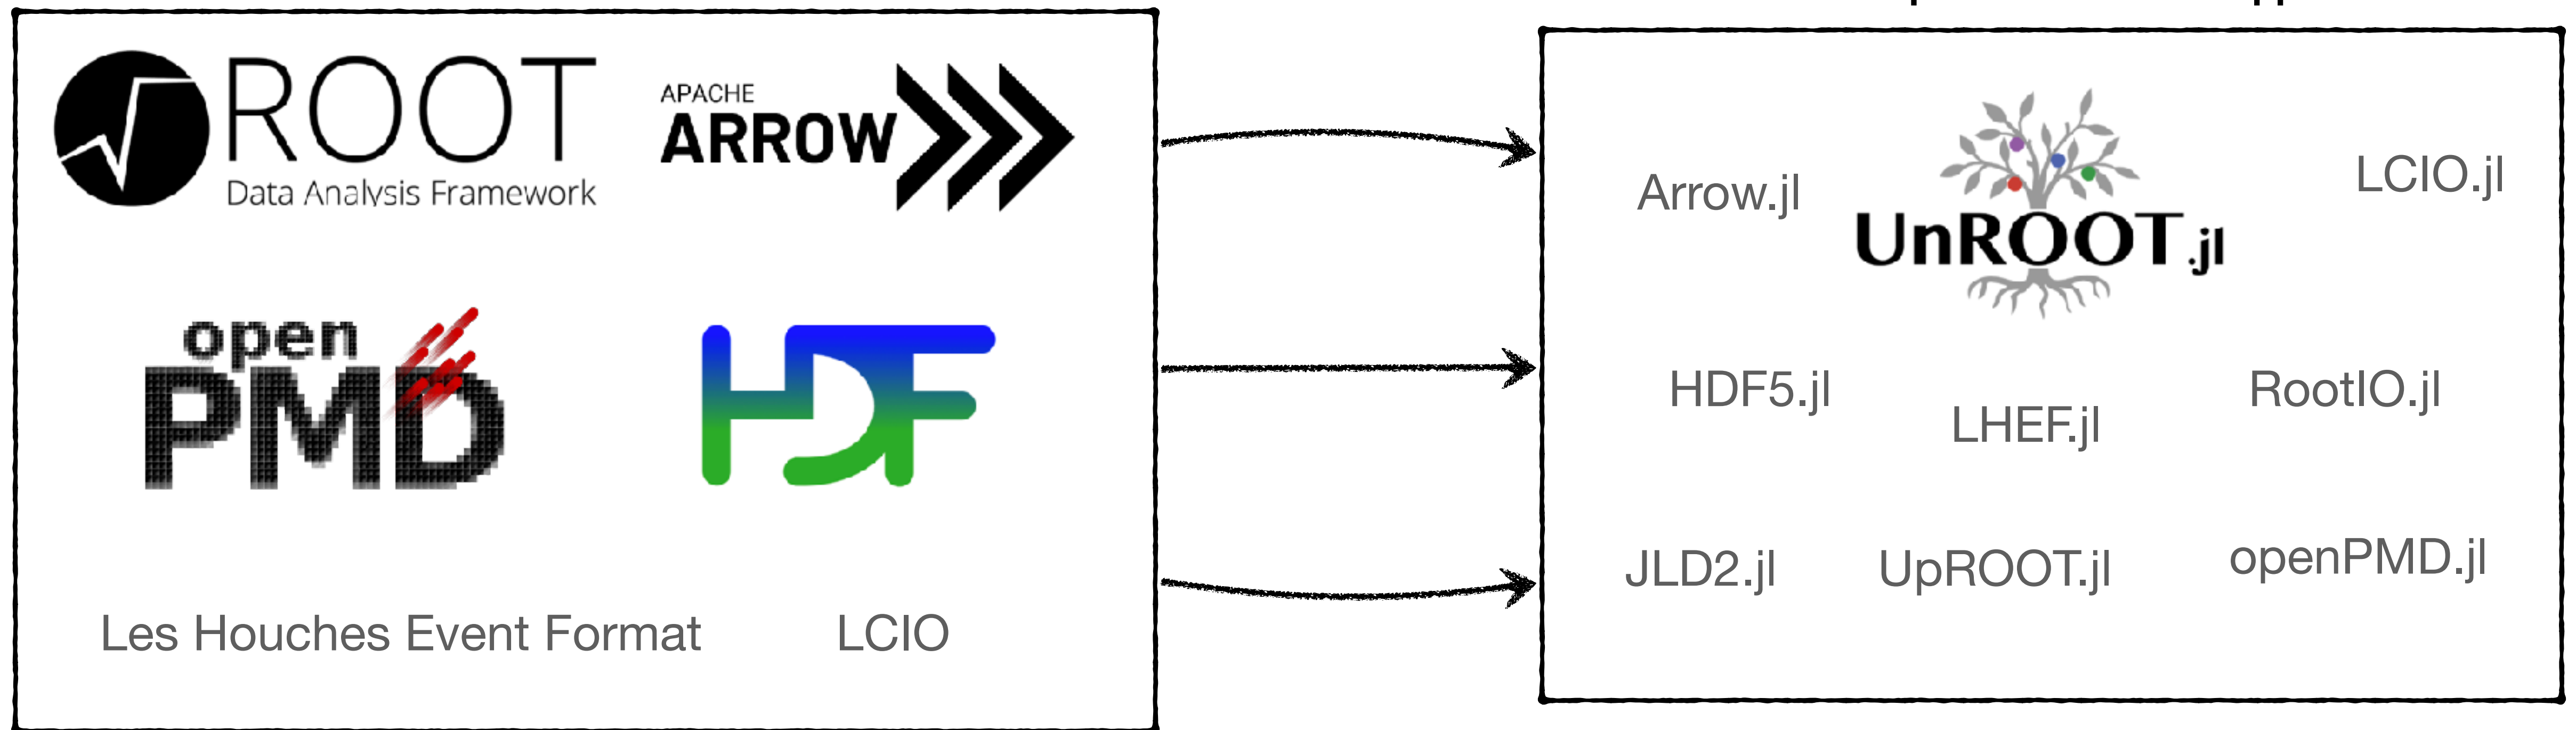 ROOT
Data Analysis Framework
APACHE
ARROW
open
PMD
HDF
Les Houches Event Format
LCIO
Arrow.jl
UnROOT.jl
LCIO.jl
HDF5.jl
LHEF.jl
RootIO.jl
JLD2.jl
UpROOT.jl
openPMD.jl